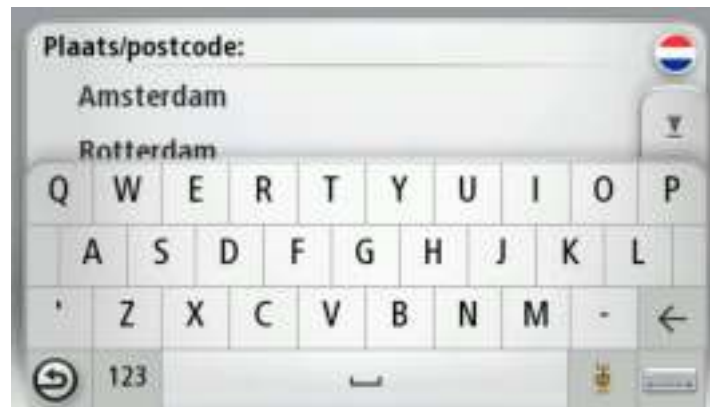 Plaats/postcode:
Amsterdam
Rotterdam
Q W E R T Y U I O P
A S D F G H J K L
' Z X C V B N M - ←
123